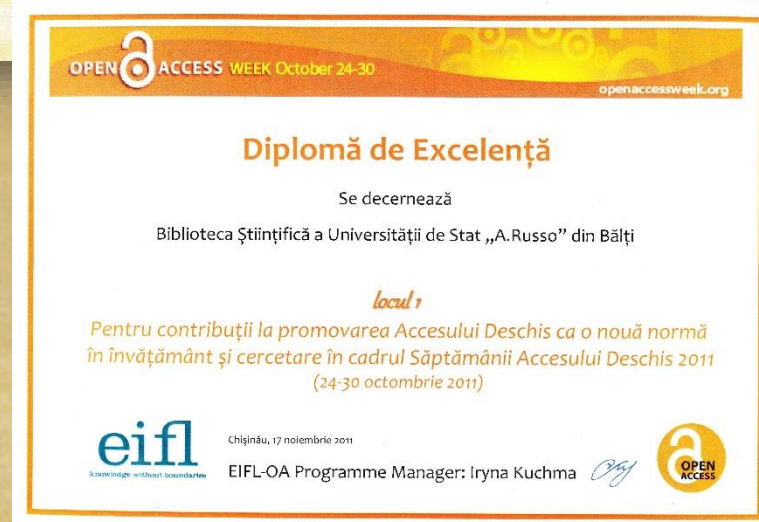 OPEN ACCESS WEEK October 24-30
openaccessweek.org
Diplomă de Excelență
Se decernează
Biblioteca Științifică a Universității de Stat „A.Russo” din Bălți
locul 1
Pentru contribuții la promovarea Accesului Deschis ca o nouă normă
în învățământ și cercetare în cadrul Săptămânii Accesului Deschis 2011
(24-30 octombrie 2011)
eifl
knowledge without boundaries
Chișinău, 17 noiembrie 2011
EIFL-OA Programme Manager: Iryna Kuchma
OPEN
ACCESS